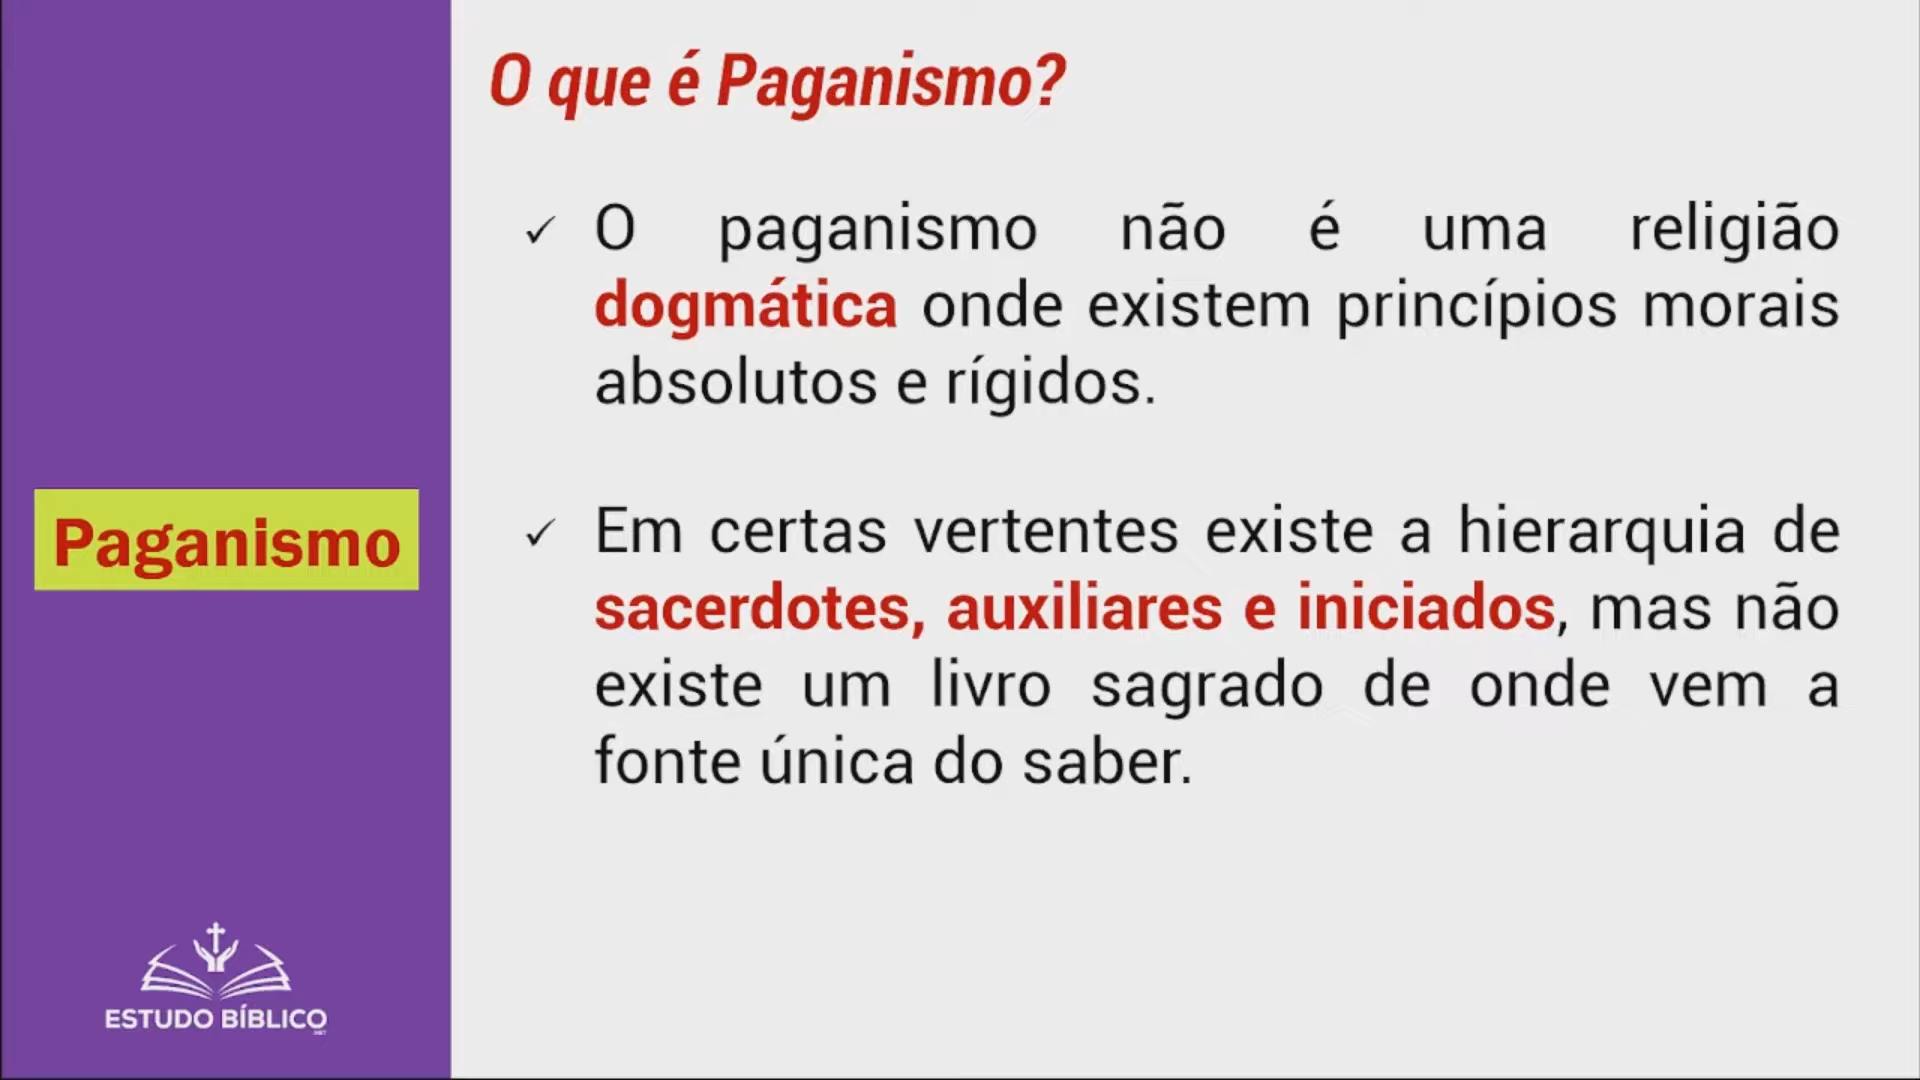 O que é Paganismo?
✓ O paganismo não é uma religião
dogmática onde existem princípios morais
absolutos e rígidos.
✓ Em certas vertentes existe a hierarquia de
sacerdotes, auxiliares e iniciados, mas não
existe um livro sagrado de onde vem a
fonte única do saber.
Paganismo
ESTUDO BÍBLICO